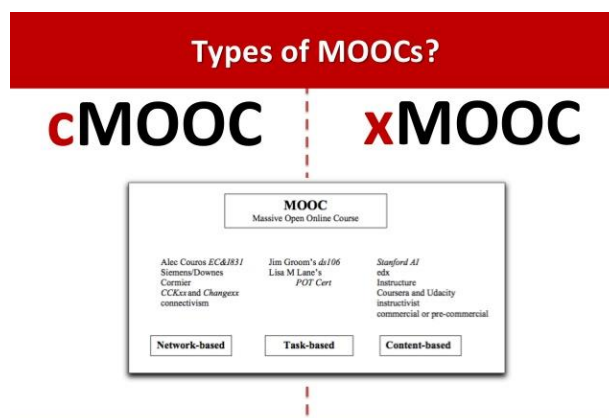 Types of MOOCs?
cMOOC
xMOOC
MOOC
Massive Open Online Course
Alec Couros EC&I831
Siemens/Downes
Cormier
CCKxx and Changexx
connectivism
Jim Groom's ds106
Lisa M Lane's
POT Cert
Stanford AI
edx
Instructure
Coursera and Udacity
instructivist
commercial or pre-commercial
Network-based
Task-based
Content-based